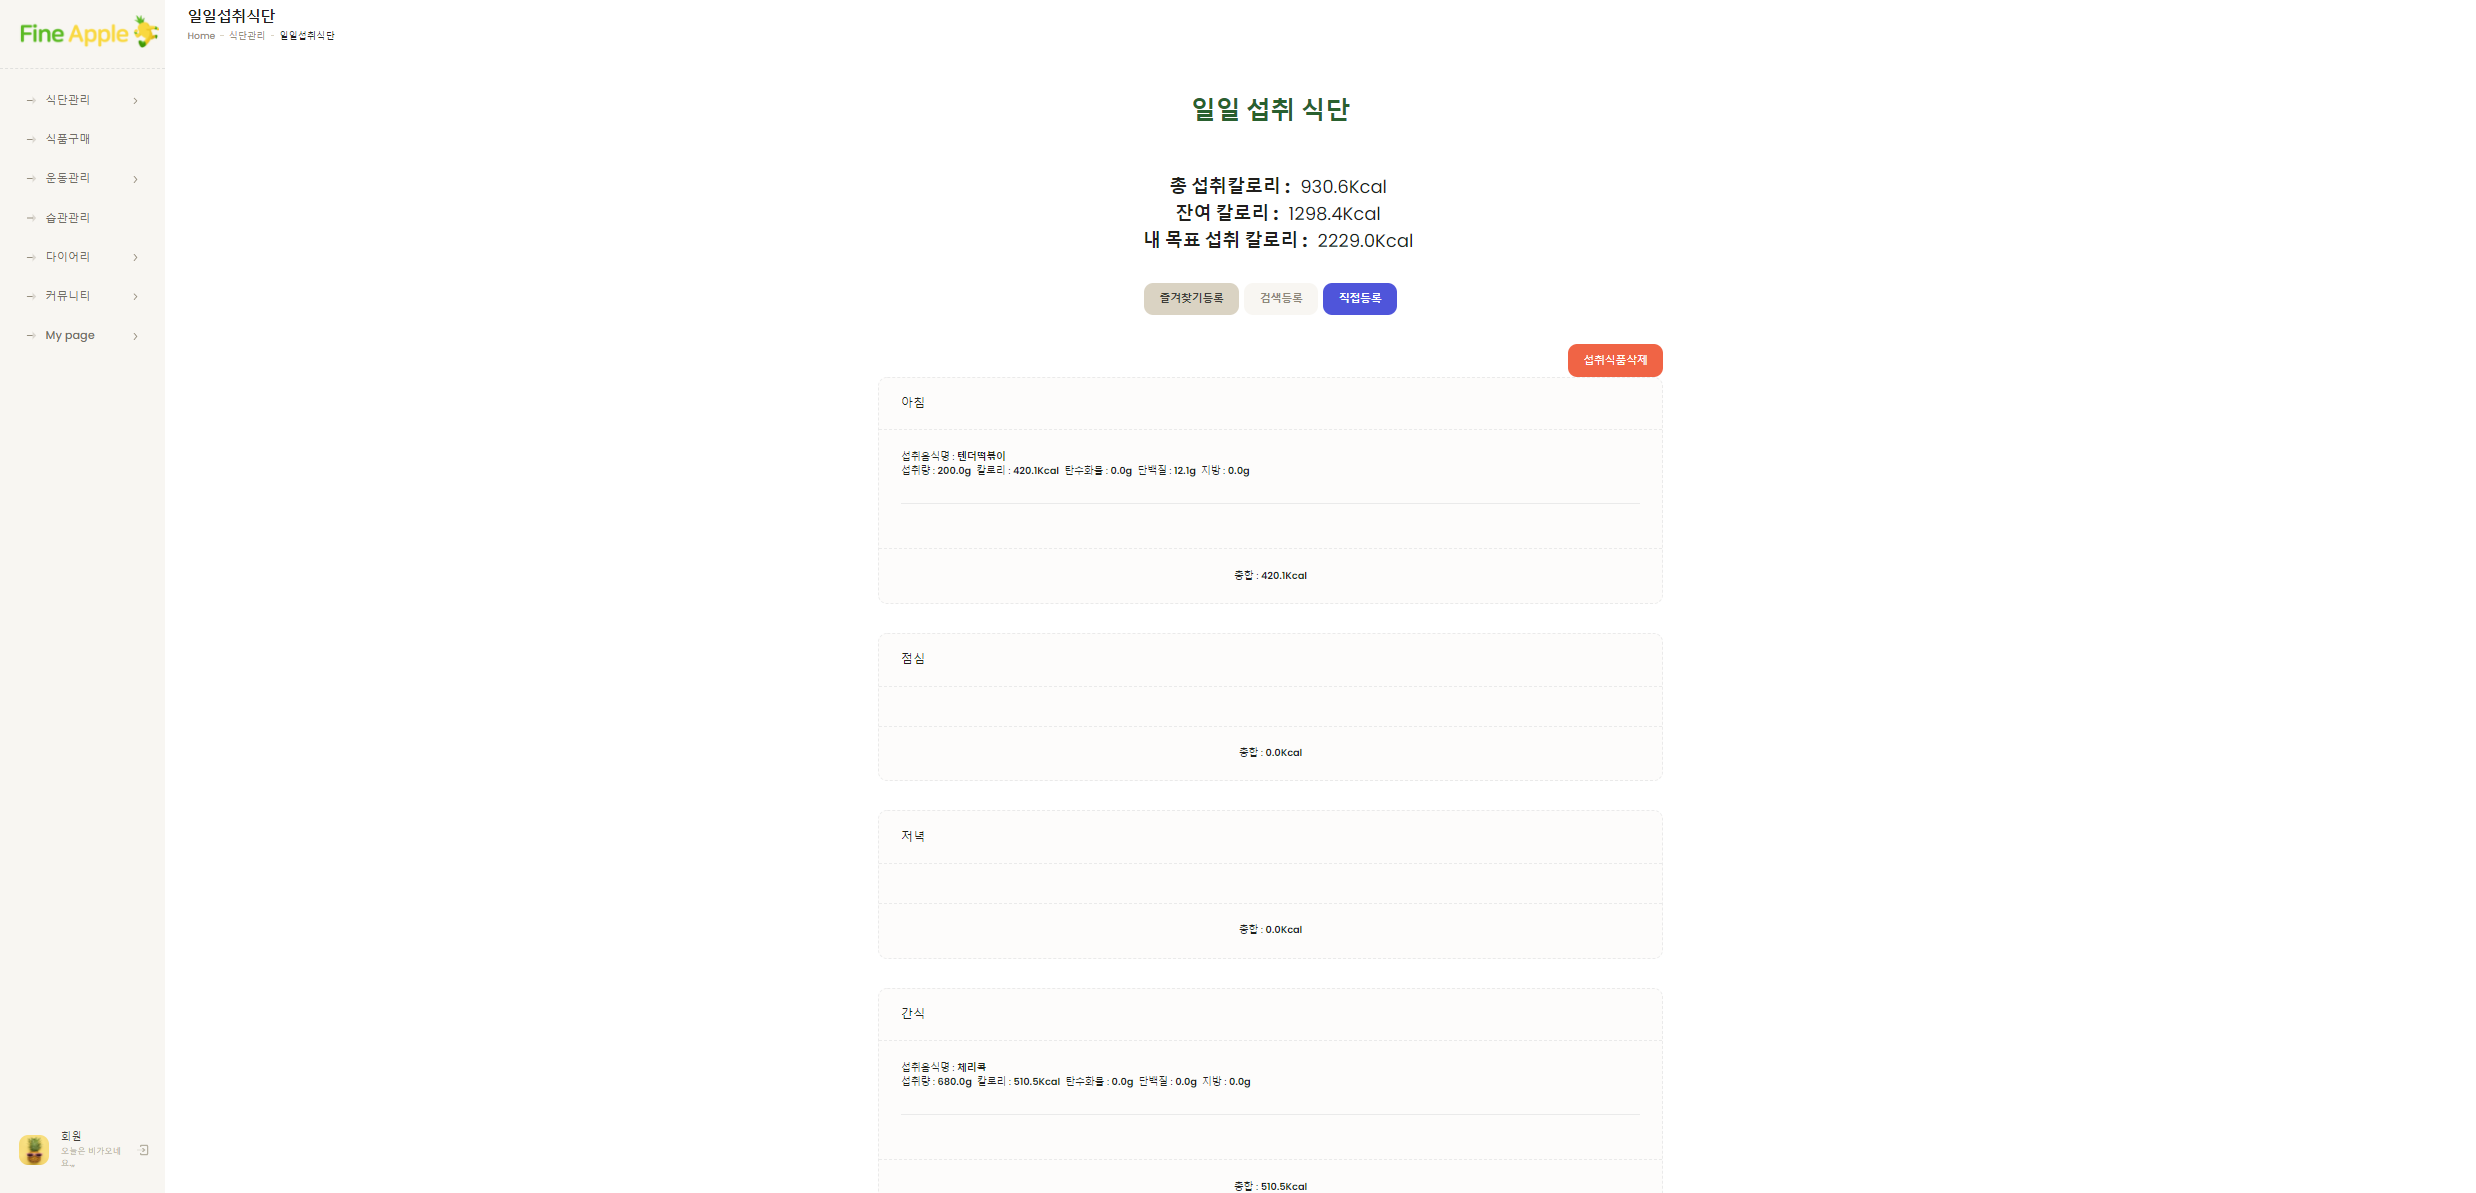 Fine Apple
식단관리
식품구매
운동관리
습관관리
다이어리
커뮤니티
My page
회원
오늘은 비가오네
요..,
일일섭취식단
Home - 식단관리 - 일일섭취식단
일일 섭취 식단
총 섭취칼로리 : 930.6Kcal
잔여 칼로리 : 1298.4Kcal
내 목표 섭취 칼로리 : 2229.0Kcal
즐겨찾기등록 검색등록 직접등록
섭취식품삭제
아침
섭취음식명 : 텐더떡볶이
섭취량 : 200.0g 칼로리 : 420.1Kcal 탄수화물 : 0.0g 단백질 : 12.1g 지방 : 0.0g
총합 : 420.1Kcal
점심
총합 : 0.0Kcal
저녁
총합 : 0.0Kcal
간식
섭취음식명 : 체리콕
섭취량 : 680.0g 칼로리 : 510.5Kcal 탄수화물 : 0.0g 단백질 : 0.0g 지방 : 0.0g
총합 : 510.5Kcal